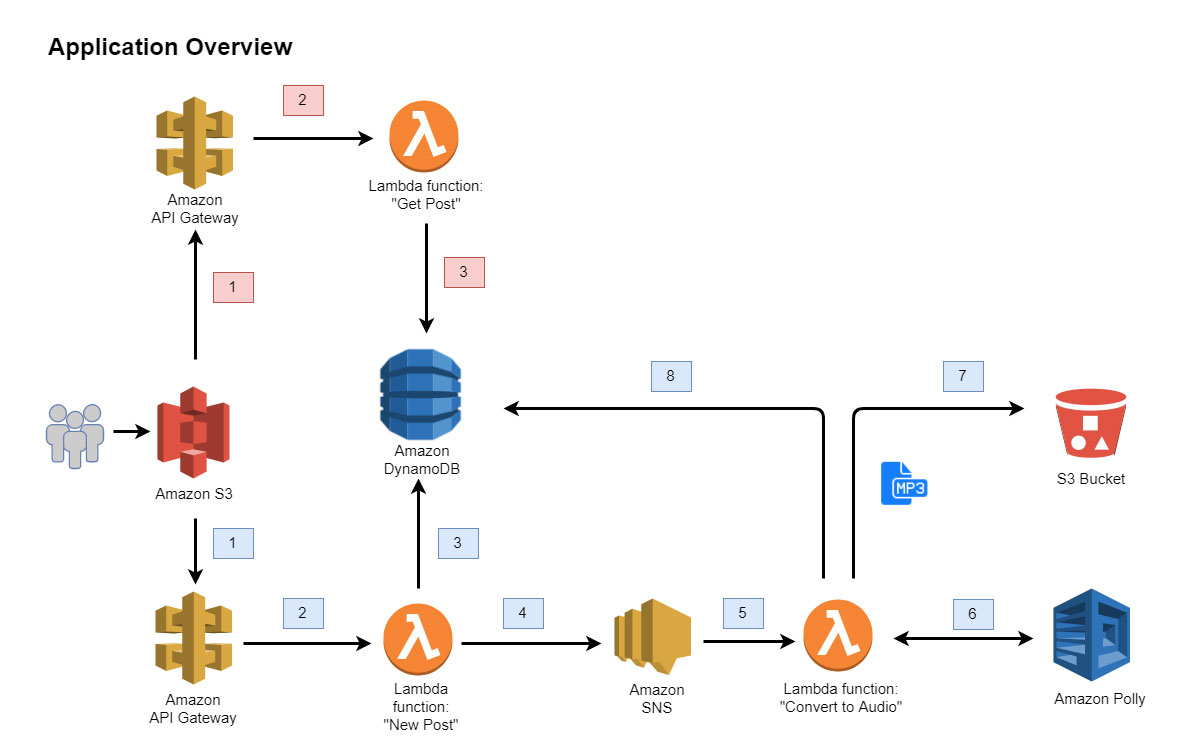 Application Overview
2
Amazon
API Gateway
Lambda function:
"Get Post"
1
3
8
7
Amazon S3
Amazon
DynamoDB
MP3
S3 Bucket
1
2
3
4
5
6
Amazon
API Gateway
Lambda
function:
"New Post"
Amazon
SNS
Lambda function:
"Convert to Audio"
Amazon Polly